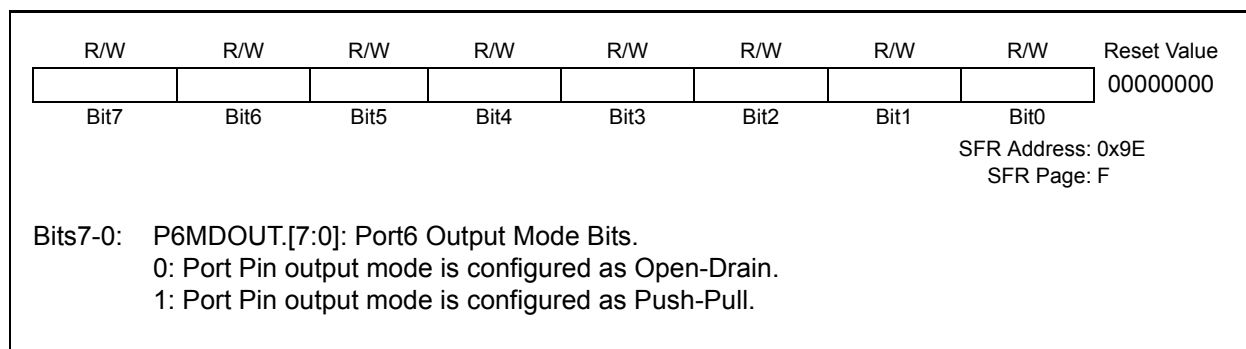 R/W R/W R/W R/W R/W R/W R/W R/W Reset Value
00000000
Bit7 Bit6 Bit5 Bit4 Bit3 Bit2 Bit1 Bit0
SFR Address: 0x9E
SFR Page: F
Bits7-0: P6MDOUT.[7:0]: Port6 Output Mode Bits.
0: Port Pin output mode is configured as Open-Drain.
1: Port Pin output mode is configured as Push-Pull.